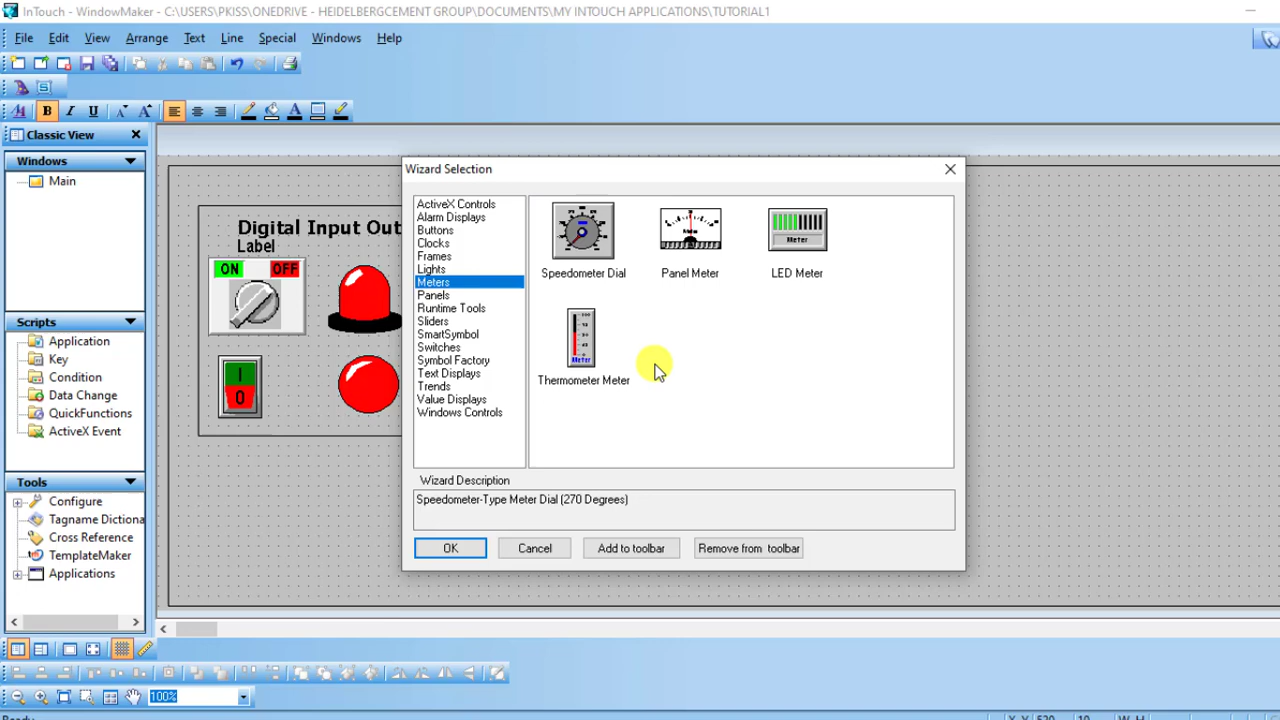 InTouch - WindowMaker - C:\USERS\PKISS\ONEDRIVE - HEIDELBERGCEMENT GROUP\DOCUMENTS\MY INTOUCH APPLICATIONS\TUTORIAL1
File Edit View Arrange Text Line Special Windows Help
B I U A A A
Classic View
Windows
Main
Scripts
Application
Key
Condition
Data Change
QuickFunctions
ActiveX Event
Tools
Configure
Tagname Dictiona
Cross Reference
TemplateMaker
Applications
Digital Input Out
Label
ON OFF
I
0
Wizard Selection
ActiveX Controls
Alarm Displays
Buttons
Clocks
Frames
Lights
Meters
Panels
Runtime Tools
Sliders
SmartSymbol
Switches
Symbol Factory
Text Displays
Trends
Value Displays
Windows Controls
Speedometer Dial
Panel Meter
Meter
LED Meter
Meter
Thermometer Meter
Wizard Description
Speedometer-Type Meter Dial (270 Degrees)
OK Cancel Add to toolbar Remove from toolbar
100%